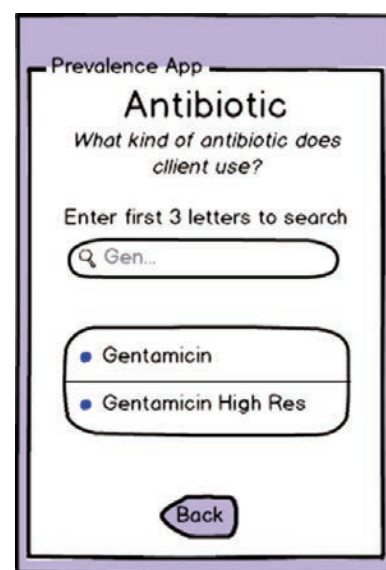 Prevalence App
Antibiotic
What kind of antibiotic does
cllient use?
Enter first 3 letters to search
Gen...
Gentamicin
Gentamicin High Res
Back